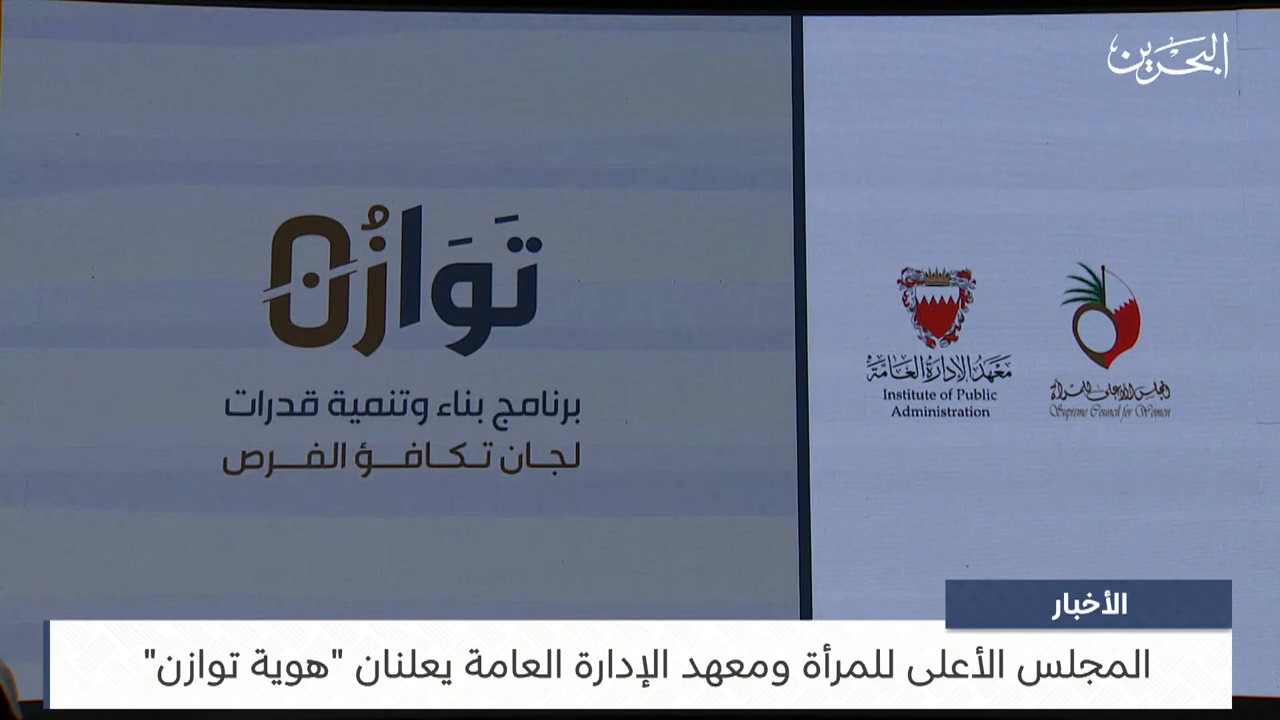 البحرين
تَوَازُن
برنامج بناء وتنمية قدرات
لجان تكافؤ الفرص
معهد الإدارة العامة
Institute of Public
Administration
المجلس الأعلى للمرأة
Supreme Council for Women
الأخبار
المجلس الأعلى للمرأة ومعهد الإدارة العامة يعلنان "هوية توازن"